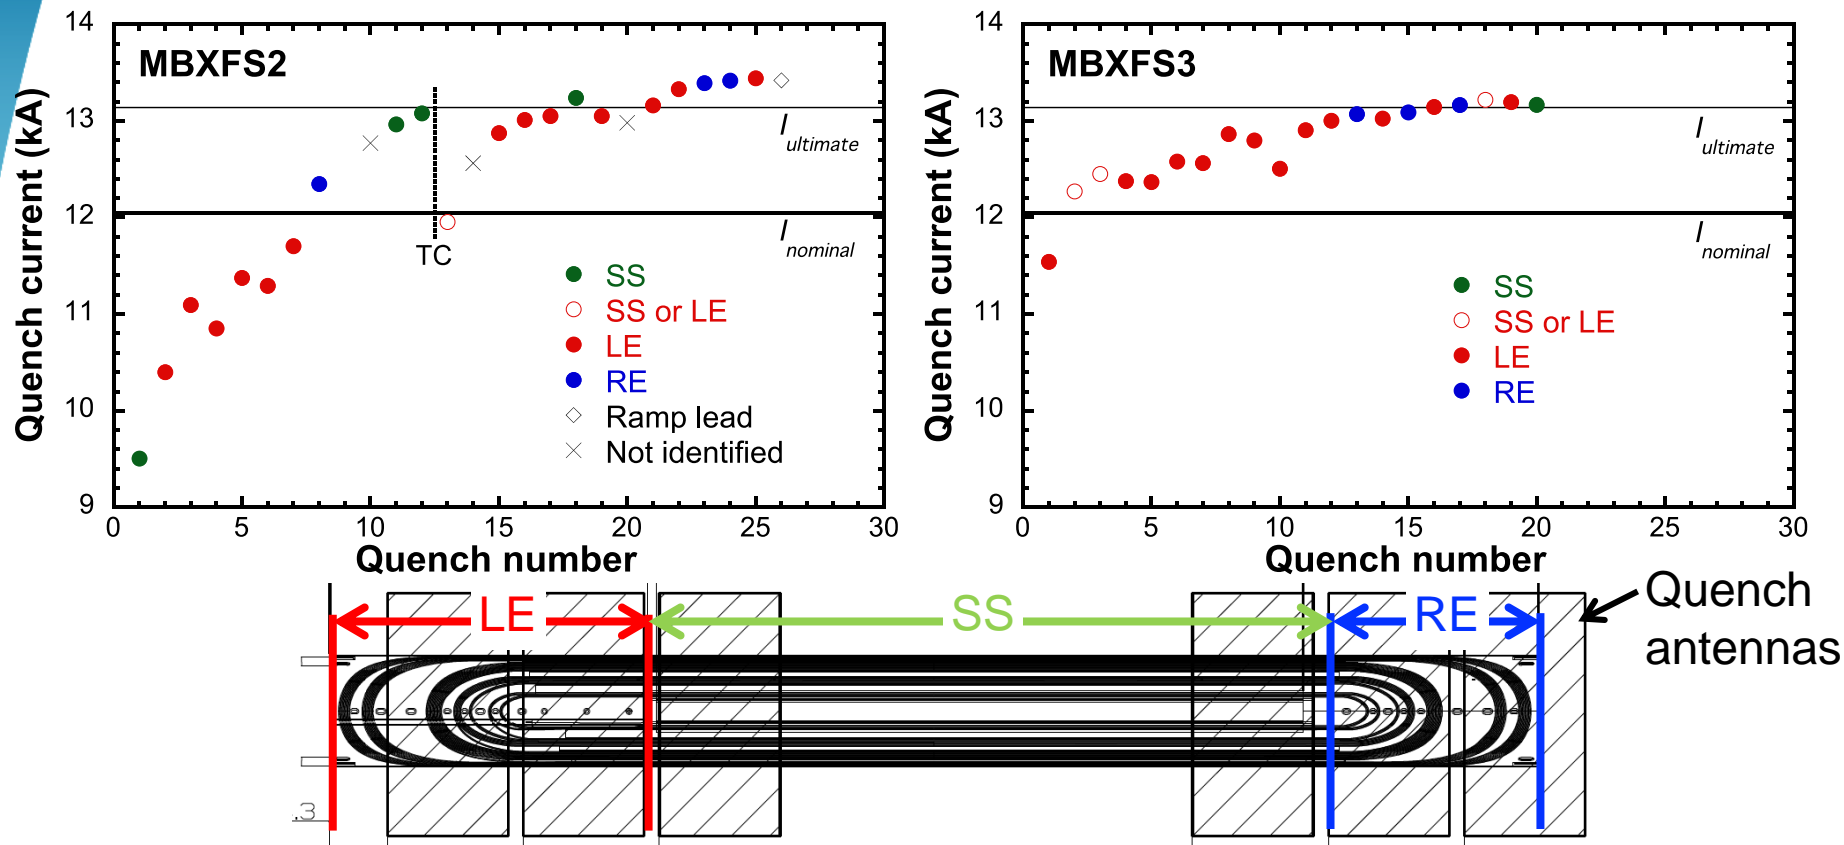 MBXFS2
Quench current (kA)
14
13
12
11
10
9
I ultimate
I nominal
TC
SS
SS or LE
LE
RE
Ramp lead
Not identified
0 5 10 15 20 25 30
Quench number
MBXFS3
Quench current (kA)
14
13
12
11
10
9
I ultimate
I nominal
SS
SS or LE
LE
RE
0 5 10 15 20 25 30
Quench number
LE SS RE
Quench
antennas
.3